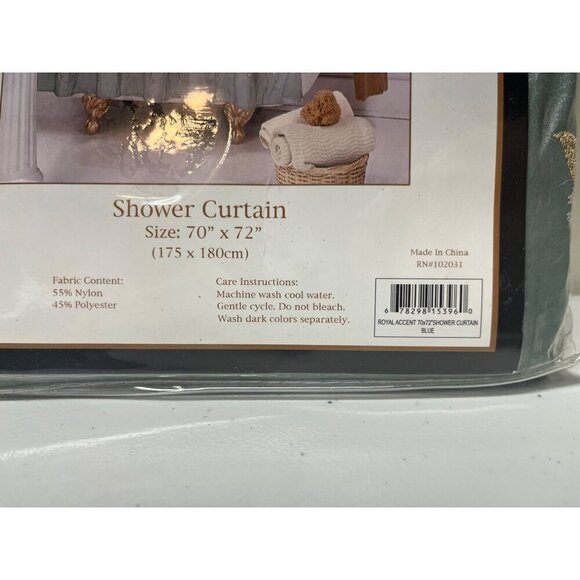 Shower Curtain
Size: 70” x 72”
(175 x 180cm)
Made In China
RN#102031
Fabric Content:
55% Nylon
45% Polyester
Care Instructions:
Machine wash cool water.
Gentle cycle. Do not bleach.
Wash dark colors separately.
6 78298 15396 0
ROYAL ACCENT 70x72"SHOWER CURTAIN
BLUE